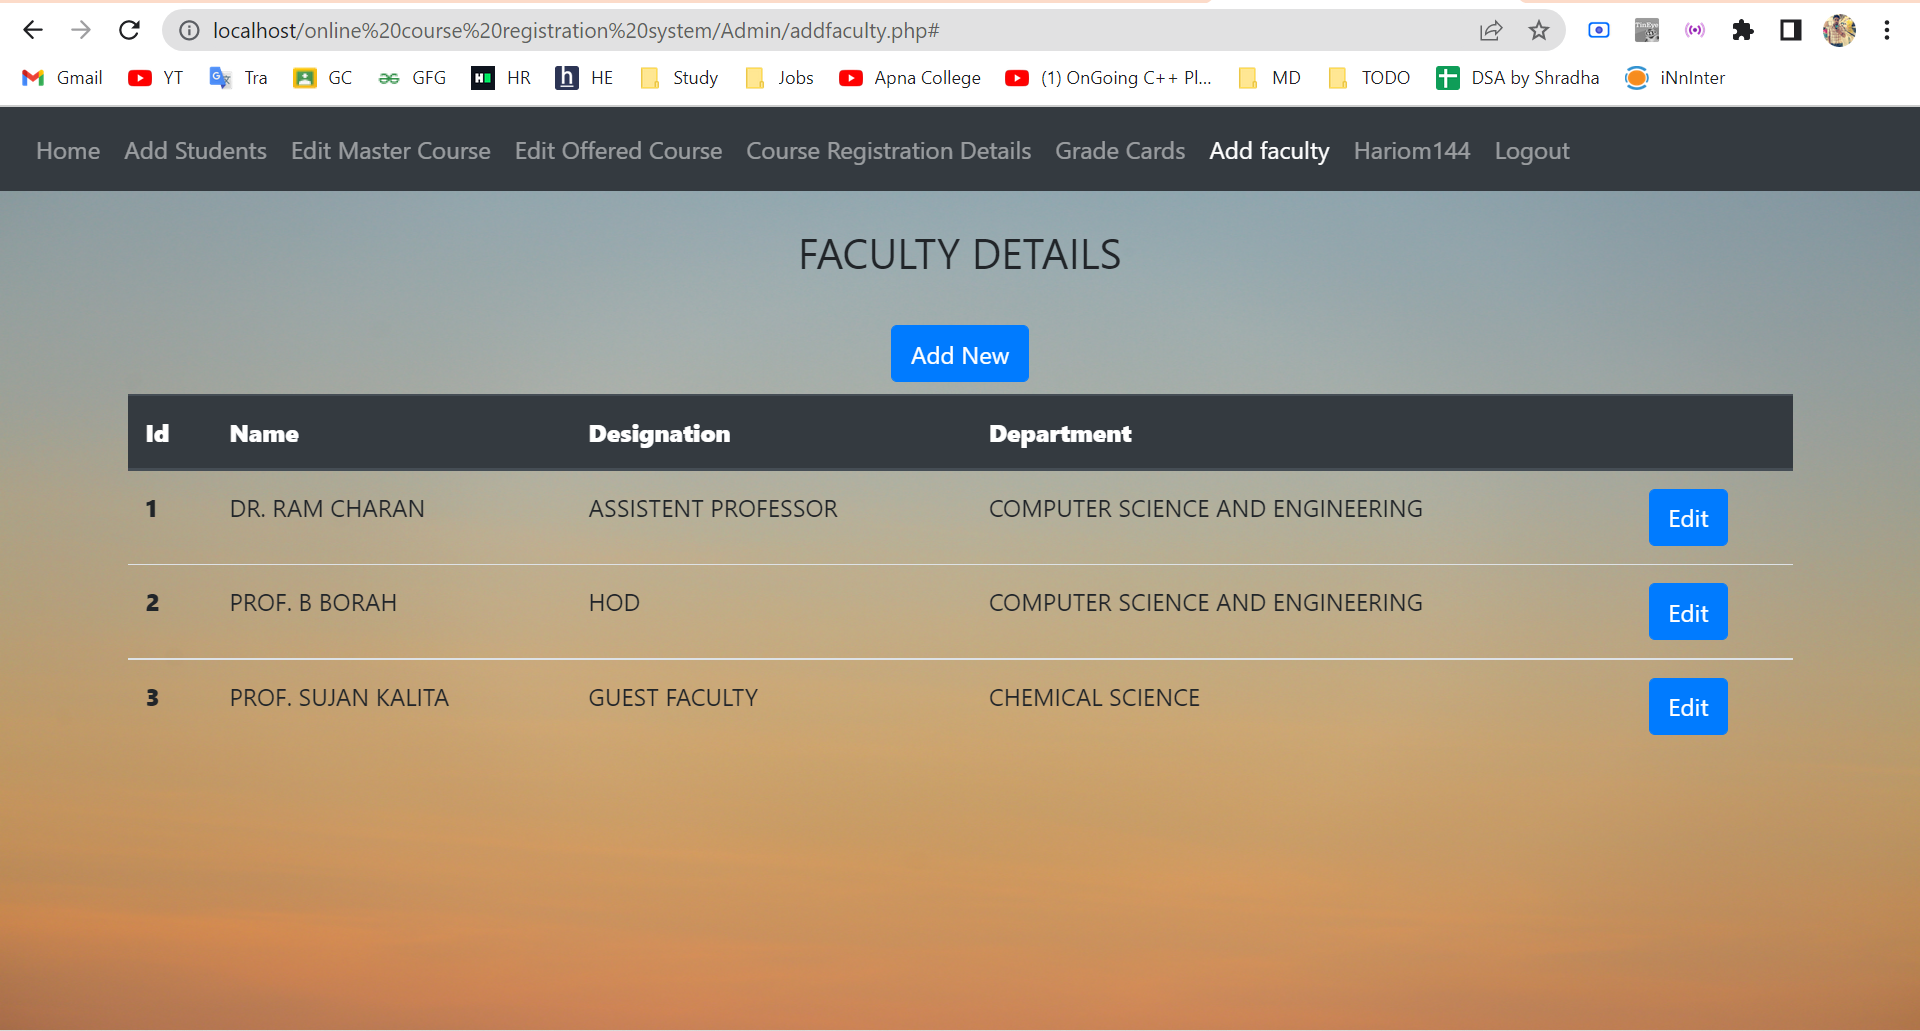 localhost/online%20course%20registration%20system/Admin/addfaculty.php#
Gmail YT Tra GC GFG HR HE Study Jobs Apna College (1) OnGoing C++ Pl... MD TODO DSA by Shradha iNnInter
Home Add Students Edit Master Course Edit Offered Course Course Registration Details Grade Cards Add faculty Hariom144 Logout
FACULTY DETAILS
Add New
Id Name Designation Department
1 DR. RAM CHARAN ASSISTENT PROFESSOR COMPUTER SCIENCE AND ENGINEERING Edit
2 PROF. B BORAH HOD COMPUTER SCIENCE AND ENGINEERING Edit
3 PROF. SUJAN KALITA GUEST FACULTY CHEMICAL SCIENCE Edit